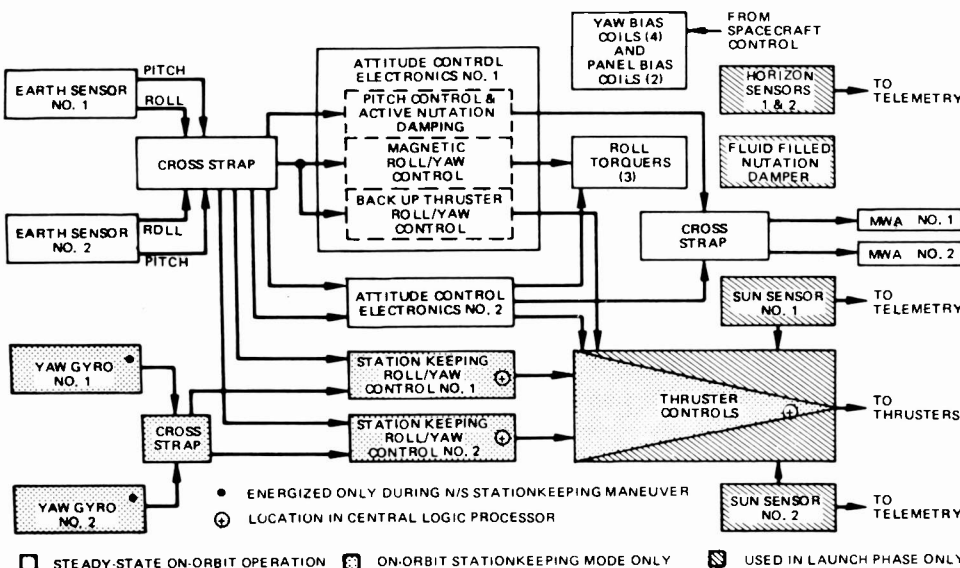 PITCH
EARTH SENSOR
NO. 1
ROLL
CROSS STRAP
EARTH SENSOR
NO. 2
RDLL
PITCH
ATTITUDE CONTRDL
ELECTRONICS NO. 1
PITCH CONTROL &
ACTIVE NUTATION
DAMPING
MAGNETIC
ROLL/YAW
CONTROL
BACK UP THRUSTER
ROLL/YAW
CONTROL
YAW BIAS
COILS (4)
AND
PANEL BIAS
COILS (2)
FROM
SPACECRAFT
CONTROL
HORIZON
SENSORS
1 & 2
TO
TELEMETRY
ROLL
TORQUERS
(3)
FLUID FILLED
NUTATION
DAMPER
CROSS
STRAP
MWA NO. 1
MWA NO. 2
ATTITUDE CONTROL
ELECTRONICS NO. 2
SUN SENSOR
NO. 1
TO
TELEMETRY
YAW GYRO
NO. 1
CROSS
STRAP
YAW GYRO
NO. 2
STATION KEEPING
ROLL/YAW
CONTROL NO. 1
STATION KEEPING
ROLL/YAW
CONTROL NO. 2
THRUSTER
CONTROLS
TO
THRUSTERS
SUN SENSOR
NO. 2
TO
TELEMETRY
● ENERGIZED ONLY DURING N/S STATIONKEEPING MANEUVER
⊕ LOCATION IN CENTRAL LOGIC PROCESSOR
STEADY-STATE ON-ORBIT OPERATION
ON-ORBIT STATIONKEEPING MODE ONLY
USED IN LAUNCH PHASE ONLY